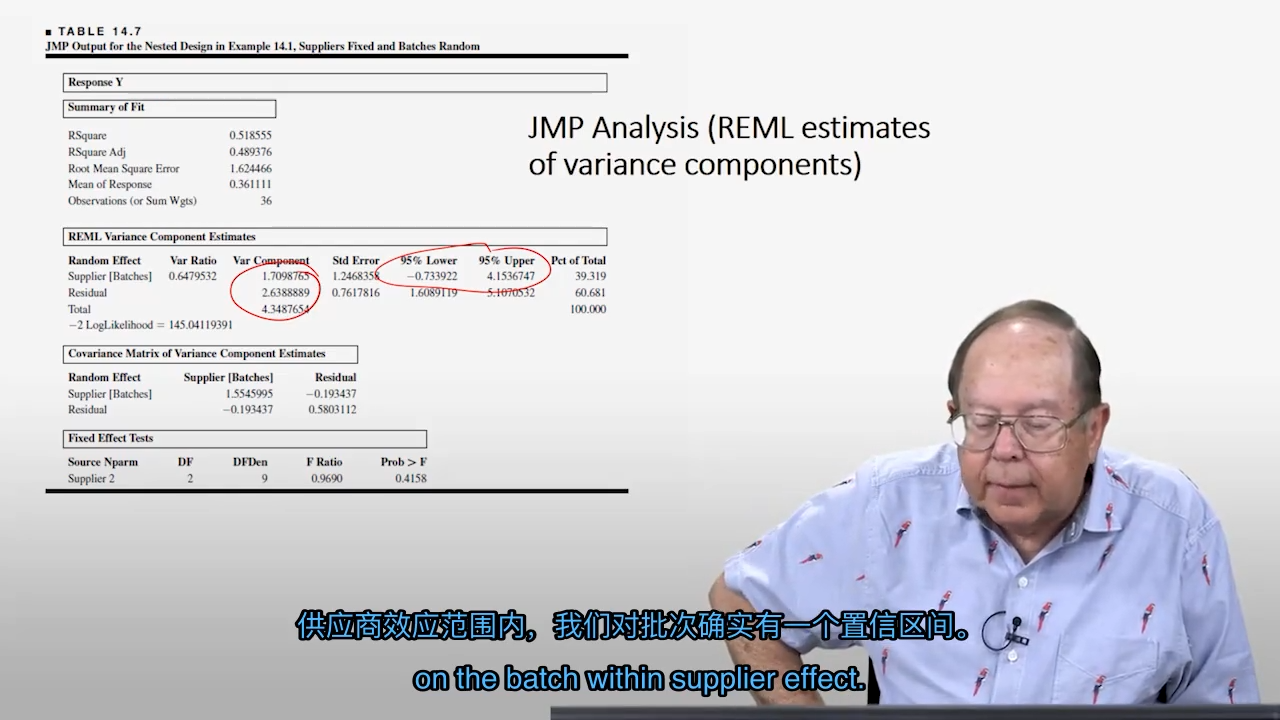 ■ TABLE 14.7
JMP Output for the Nested Design in Example 14.1, Suppliers Fixed and Batches Random
Response Y
Summary of Fit
RSquare 0.518555
RSquare Adj 0.489376
Root Mean Square Error 1.624466
Mean of Response 0.361111
Observations (or Sum Wgts) 36
JMP Analysis (REML estimates
of variance components)
REML Variance Component Estimates
Random Effect Var Ratio Var Component Std Error 95% Lower 95% Upper Pct of Total
Supplier [Batches] 0.6479532 1.7098765 1.2468358 −0.733922 4.1536747 39.319
Residual 2.6388889 0.7617816 1.6089119 5.1070532 60.681
Total 4.3487654 100.000
−2 LogLikelihood = 145.04119391
Covariance Matrix of Variance Component Estimates
Random Effect Supplier [Batches] Residual
Supplier [Batches] 1.5545995 −0.193437
Residual −0.193437 0.5803112
Fixed Effect Tests
Source Nparm DF DFDen F Ratio Prob > F
Supplier 2 2 9 0.9690 0.4158
供应商效应范围内，我们对批次确实有一个置信区间。
on the batch within supplier effect.